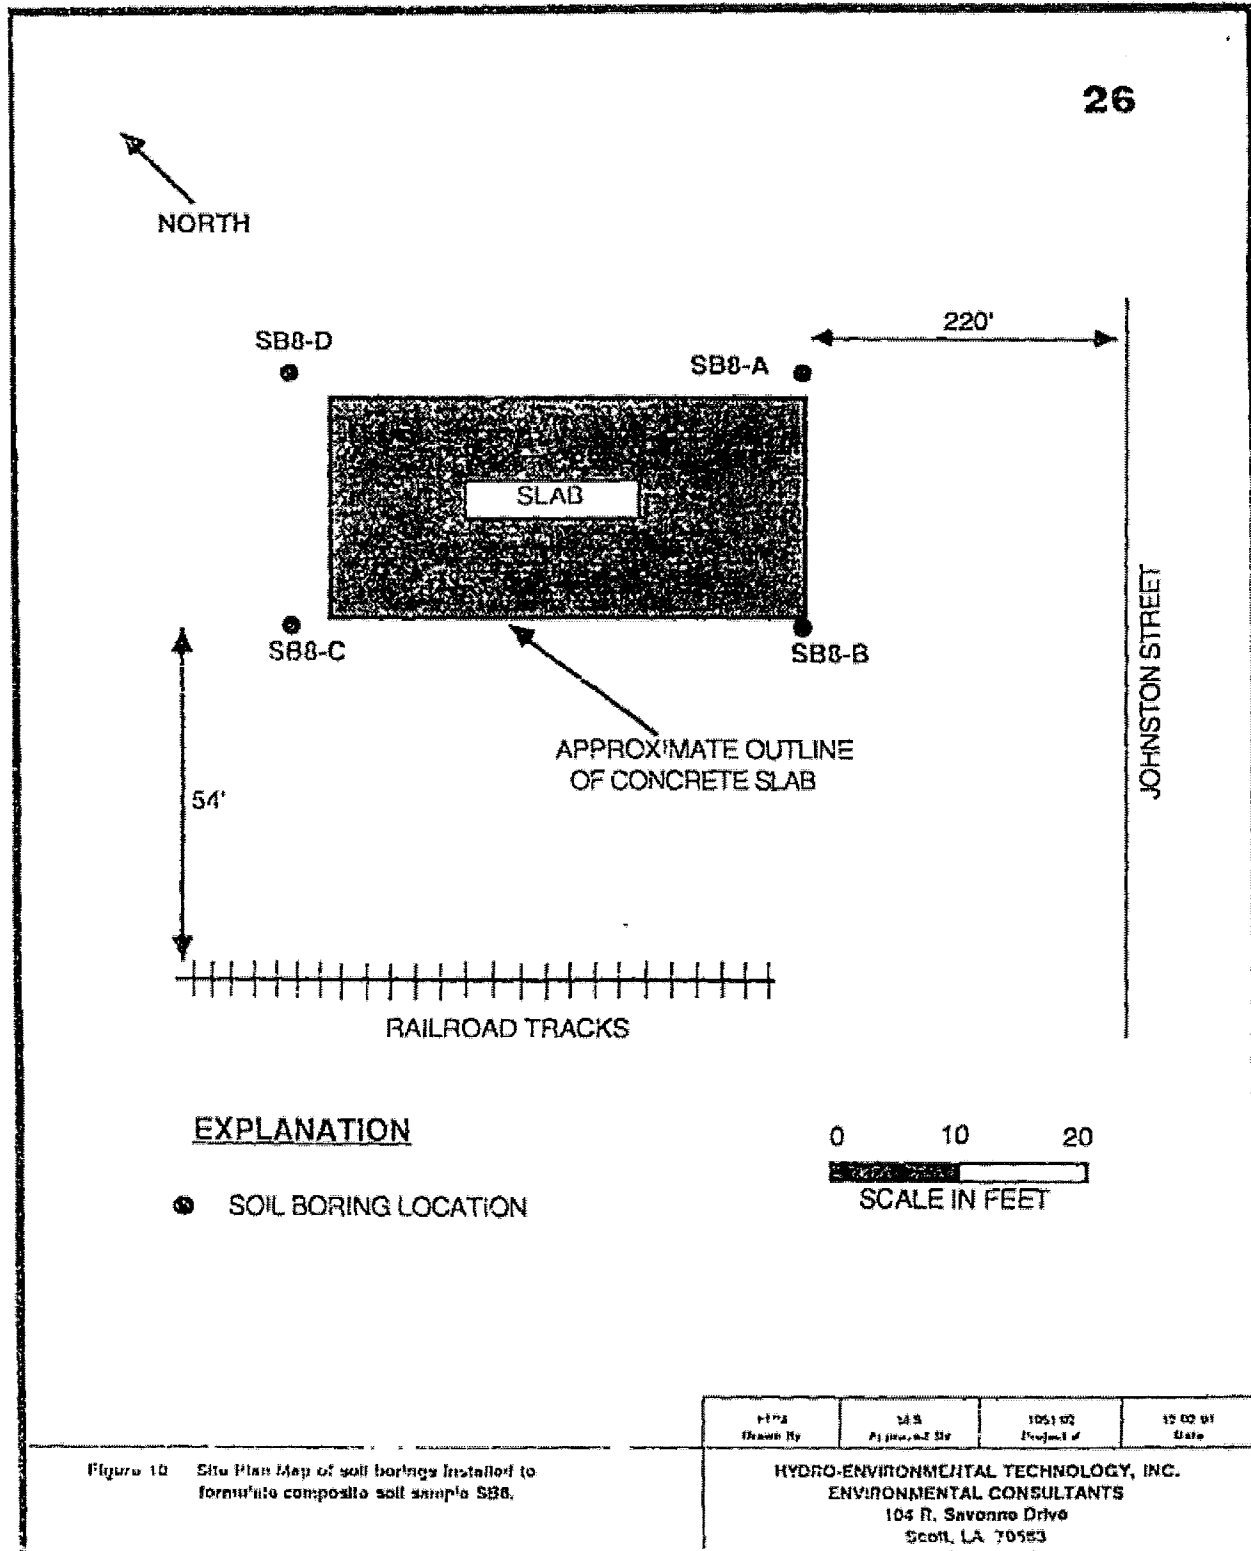 26
NORTH
220'
SB8-D
SB8-A
SLAB
SB8-C
SB8-B
APPROXIMATE OUTLINE
OF CONCRETE SLAB
JOHNSTON STREET
54'
RAILROAD TRACKS
EXPLANATION
SOIL BORING LOCATION
0 10 20
SCALE IN FEET
Drawn By
Approved By
Project #
Date
Figure 10 Site Plan Map of soil borings installed to
formulate composite soil sample SB8.
HYDRO-ENVIRONMENTAL TECHNOLOGY, INC.
ENVIRONMENTAL CONSULTANTS
104 R. Savonne Drive
Scott, LA 70583